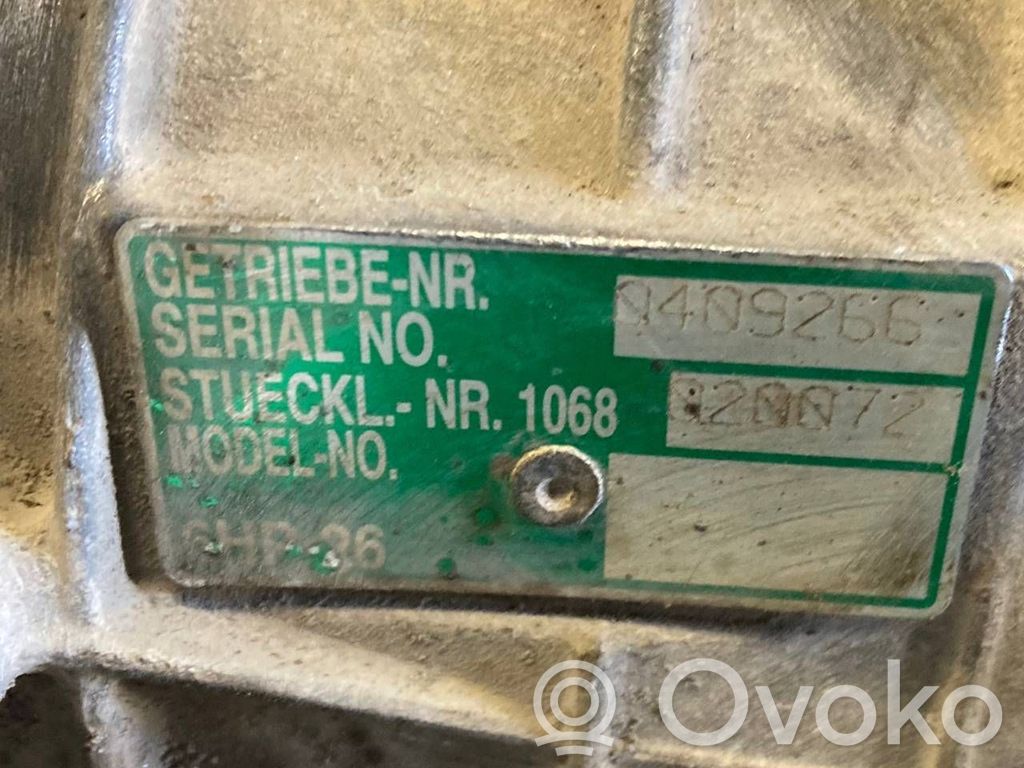 GETRIEBE-NR.
SERIAL NO. 0409266
STUECKL.- NR. 1068 020072
MODEL-NO.
6HP-26
© Ovoko